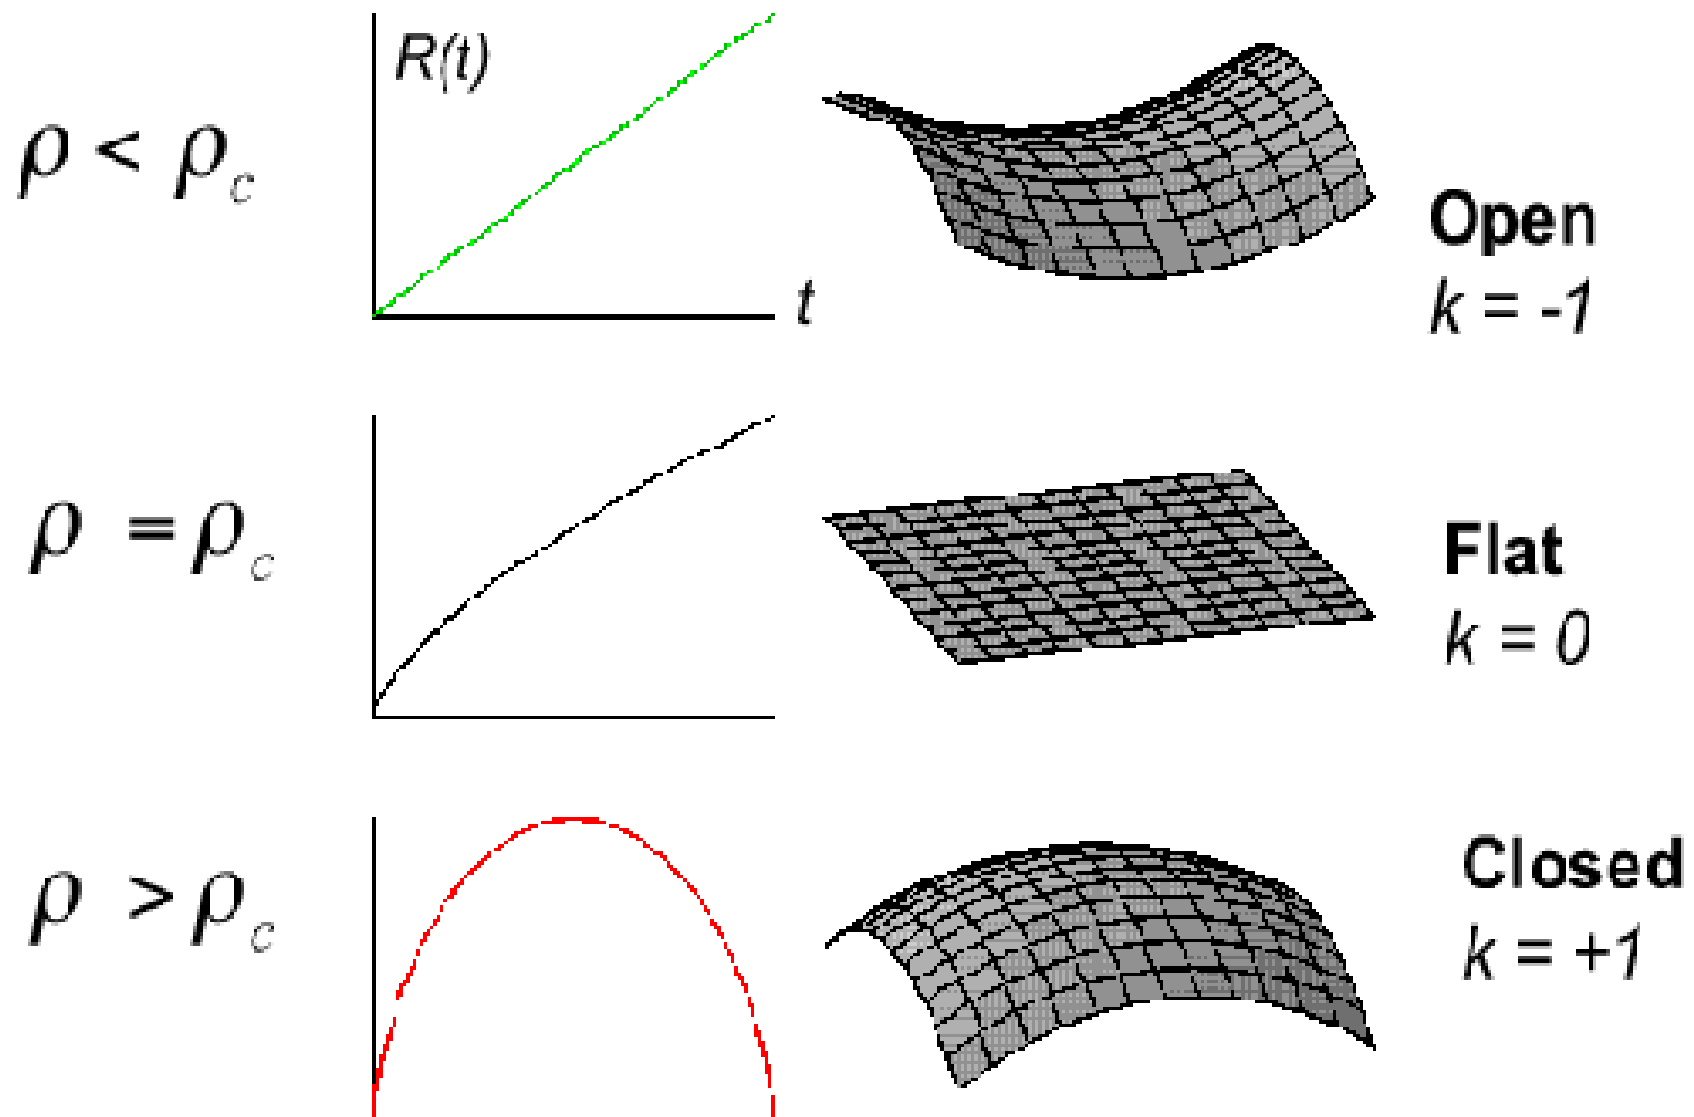 R(t)
ρ < ρc
t
Open
k = -1
ρ = ρc
Flat
k = 0
ρ > ρc
Closed
k = +1